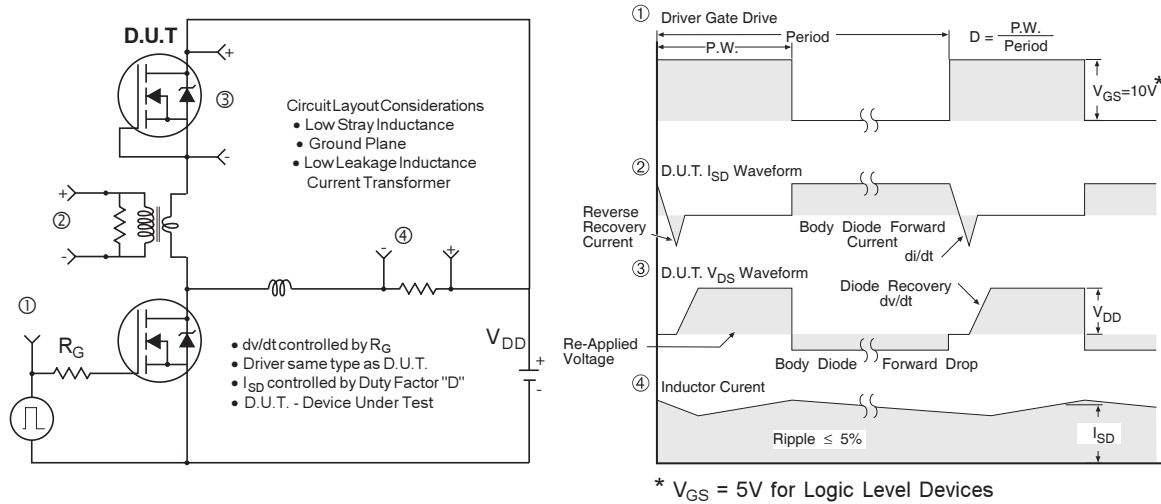 D.U.T
+
③
-
Circuit Layout Considerations
• Low Stray Inductance
• Ground Plane
• Low Leakage Inductance
Current Transformer
+
②
-
④
-
+
①
R_G
V_DD
+
-
• dv/dt controlled by R_G
• Driver same type as D.U.T.
• I_SD controlled by Duty Factor "D"
• D.U.T. - Device Under Test
① Driver Gate Drive
Period
P.W.
D = P.W. / Period
V_GS=10V*
② D.U.T. I_SD Waveform
Reverse
Recovery
Current
Body Diode Forward
Current
di/dt
③ D.U.T. V_DS Waveform
Diode Recovery
dv/dt
V_DD
Re-Applied
Voltage
Body Diode Forward Drop
④ Inductor Curent
Ripple ≤ 5%
I_SD
* V_GS = 5V for Logic Level Devices